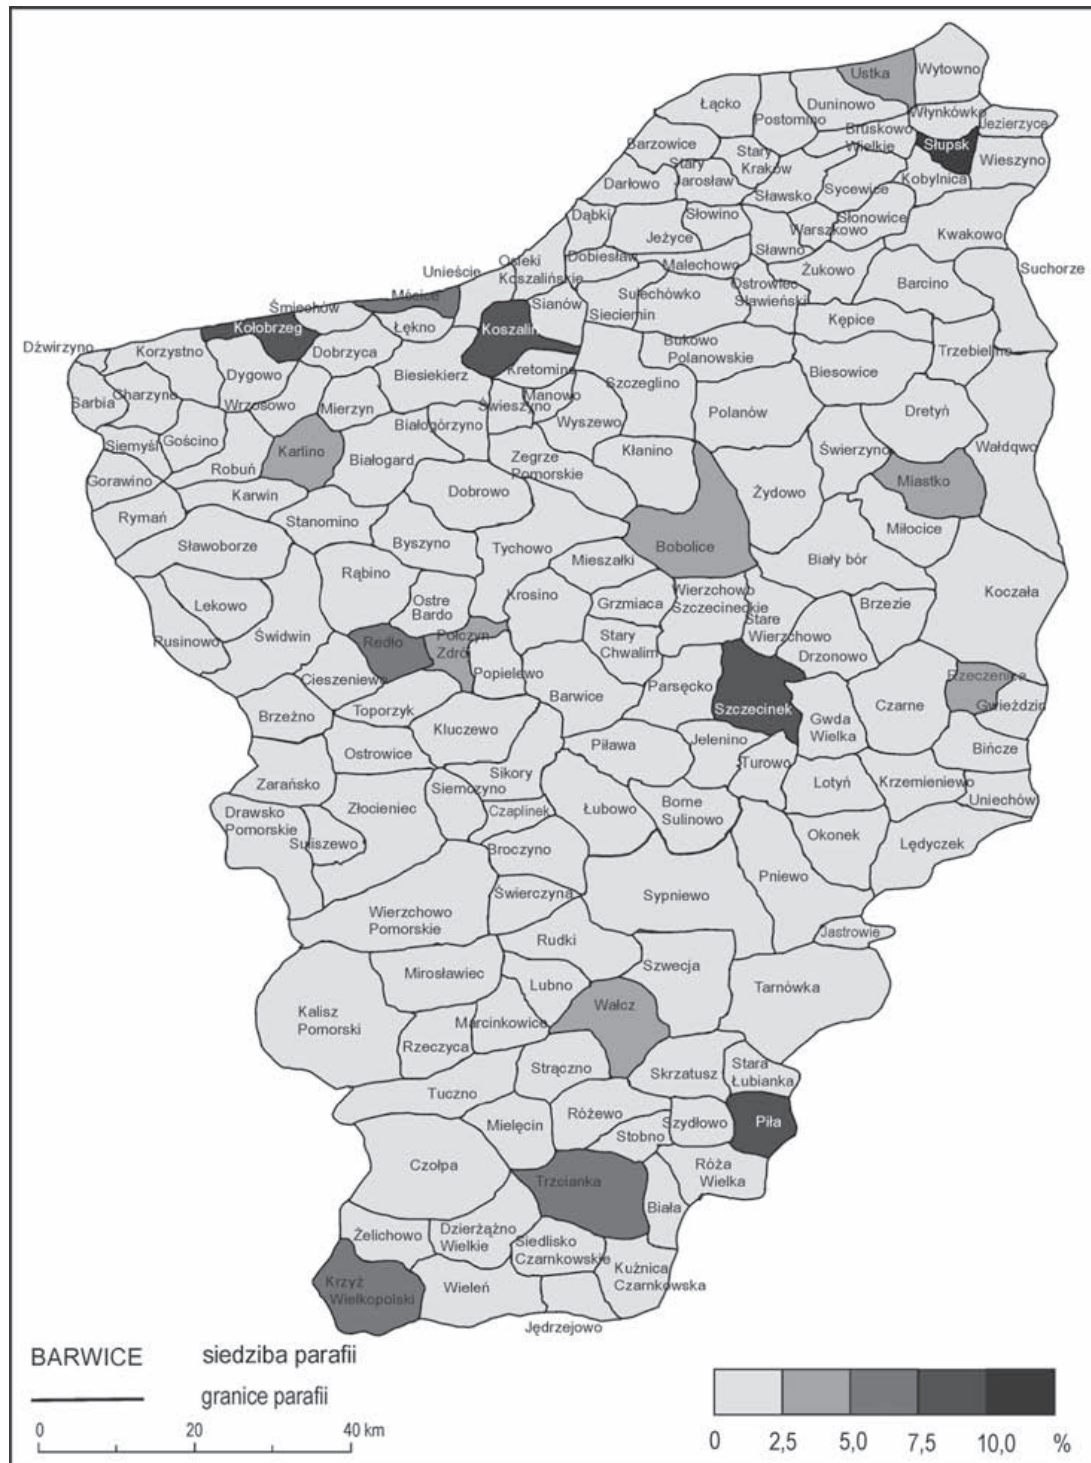 Ustka
Wytowno
Łącko
Duninowo
Postomino
Włynkówko
Jezierzyce
Bruskowo
Wielkie
Barzowice
Słupsk
Wieszyno
Stary
Kraków
Stary
Jarosław
Darłowo
Sławsko
Sycewice
Kobylnica
Dąbki
Słowino
Słonowice
Warszkowo
Jeżyce
Kwakowo
Sławno
Osieki
Koszalińskie
Dobiesław
Malechowo
Żukowo
Suchorze
Unieście
Barcino
Ostrowiec
Sławieński
Mścice
Sulechówko
Śmiechów
Sianów
Sieciemin
Kępice
Kołobrzeg
Łękno
Koszalin
Dźwirzyno
Korzystno
Dobrzyca
Bukowo
Polanowskie
Trzebielino
Dygowo
Biesiekierz
Kretomino
Biesowice
Szczeglino
Charzyno
Sarbia
Wrzosowo
Mierzyn
Manowo
Świeszyno
Polanów
Dretyń
Białogórzyno
Wyszewo
Siemyśl
Gościno
Karlino
Kłanino
Świerzyno
Wałdqwo
Robuń
Białogard
Zegrze
Pomorskie
Gorawino
Miastko
Karwin
Dobrowo
Żydowo
Rymań
Stanomino
Miłocice
Sławoborze
Byszyno
Tychowo
Bobolice
Mieszałki
Biały bór
Rąbino
Koczała
Lekowo
Ostre
Bardo
Krosino
Grzmiaca
Wierzchowo
Szczecineckie
Brzezie
Rusinowo
Świdwin
Stare
Wierzchowo
Redło
Połczyn
Zdró
Stary
Chwalim
Drzonowo
Cieszeniewo
Popielewo
Parsęcko
Rzeczenica
Barwice
Szczecinek
Czarne
Gwieździn
Brzeżno
Toporzyk
Kluczewo
Gwda
Wielka
Ostrowice
Piława
Jelenino
Bińcze
Turowo
Zarańsko
Sikory
Siemczyno
Lotyń
Krzemieniewo
Złocieniec
Czaplinek
Łubowo
Borne
Sulinowo
Uniechów
Drawsko
Pomorskie
Suliszewo
Okonek
Lędyczek
Broczyno
Pniewo
Świerczyna
Sypniewo
Wierzchowo
Pomorskie
Jastrowie
Rudki
Szwecja
Mirosławiec
Lubno
Tarnówka
Kalisz
Pomorski
Wałcz
Marcinkowice
Rzeczyca
Strączno
Skrzatusz
Stara
Łubianka
Tuczno
Różewo
Mielęcin
Szydłowo
Piła
Stobno
Czołpa
Róża
Wielka
Trzcianka
Biała
Żelichowo
Dzierżążno
Wielkie
Siedlisko
Czarnkowskie
Kuźnica
Czarnkowska
Krzyż
Wielkopolski
Wieleń
Jędrzejowo
BARWICE siedziba parafii
granice parafii
0 20 40 km
0 2,5 5,0 7,5 10,0 %